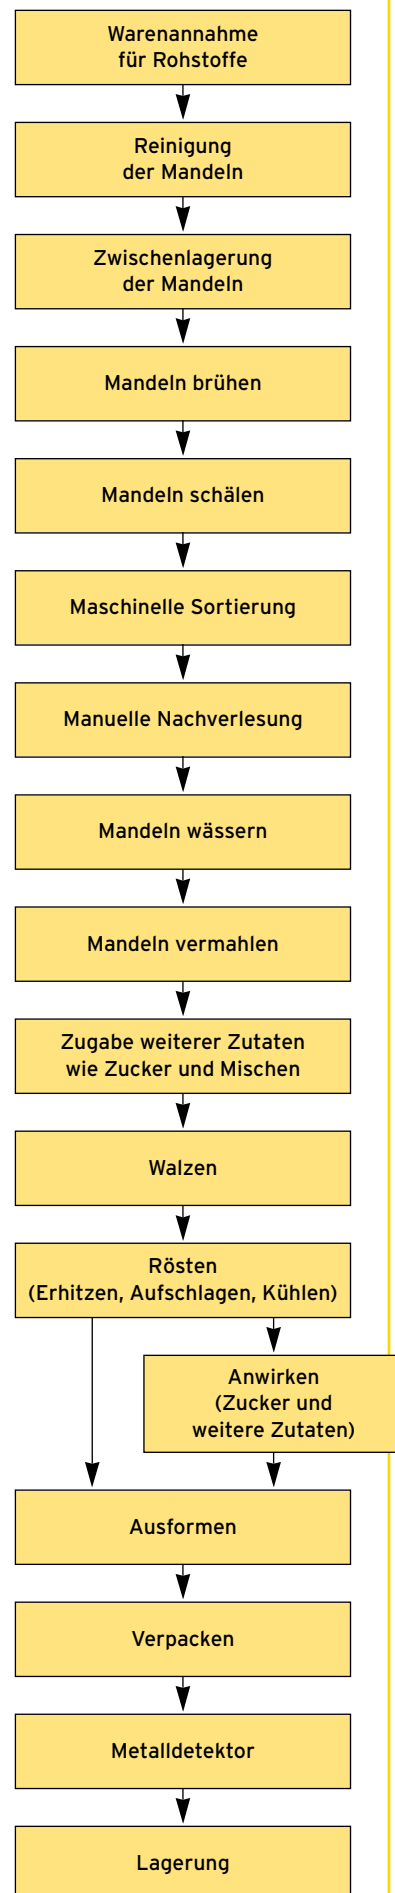 Warenannahme
für Rohstoffe
Reinigung
der Mandeln
Zwischenlagerung
der Mandeln
Mandeln brühen
Mandeln schälen
Maschinelle Sortierung
Manuelle Nachverlesung
Mandeln wässern
Mandeln vermahlen
Zugabe weiterer Zutaten
wie Zucker und Mischen
Walzen
Rösten
(Erhitzen, Aufschlagen, Kühlen)
Anwirken
(Zucker und
weitere Zutaten)
Ausformen
Verpacken
Metalldetektor
Lagerung